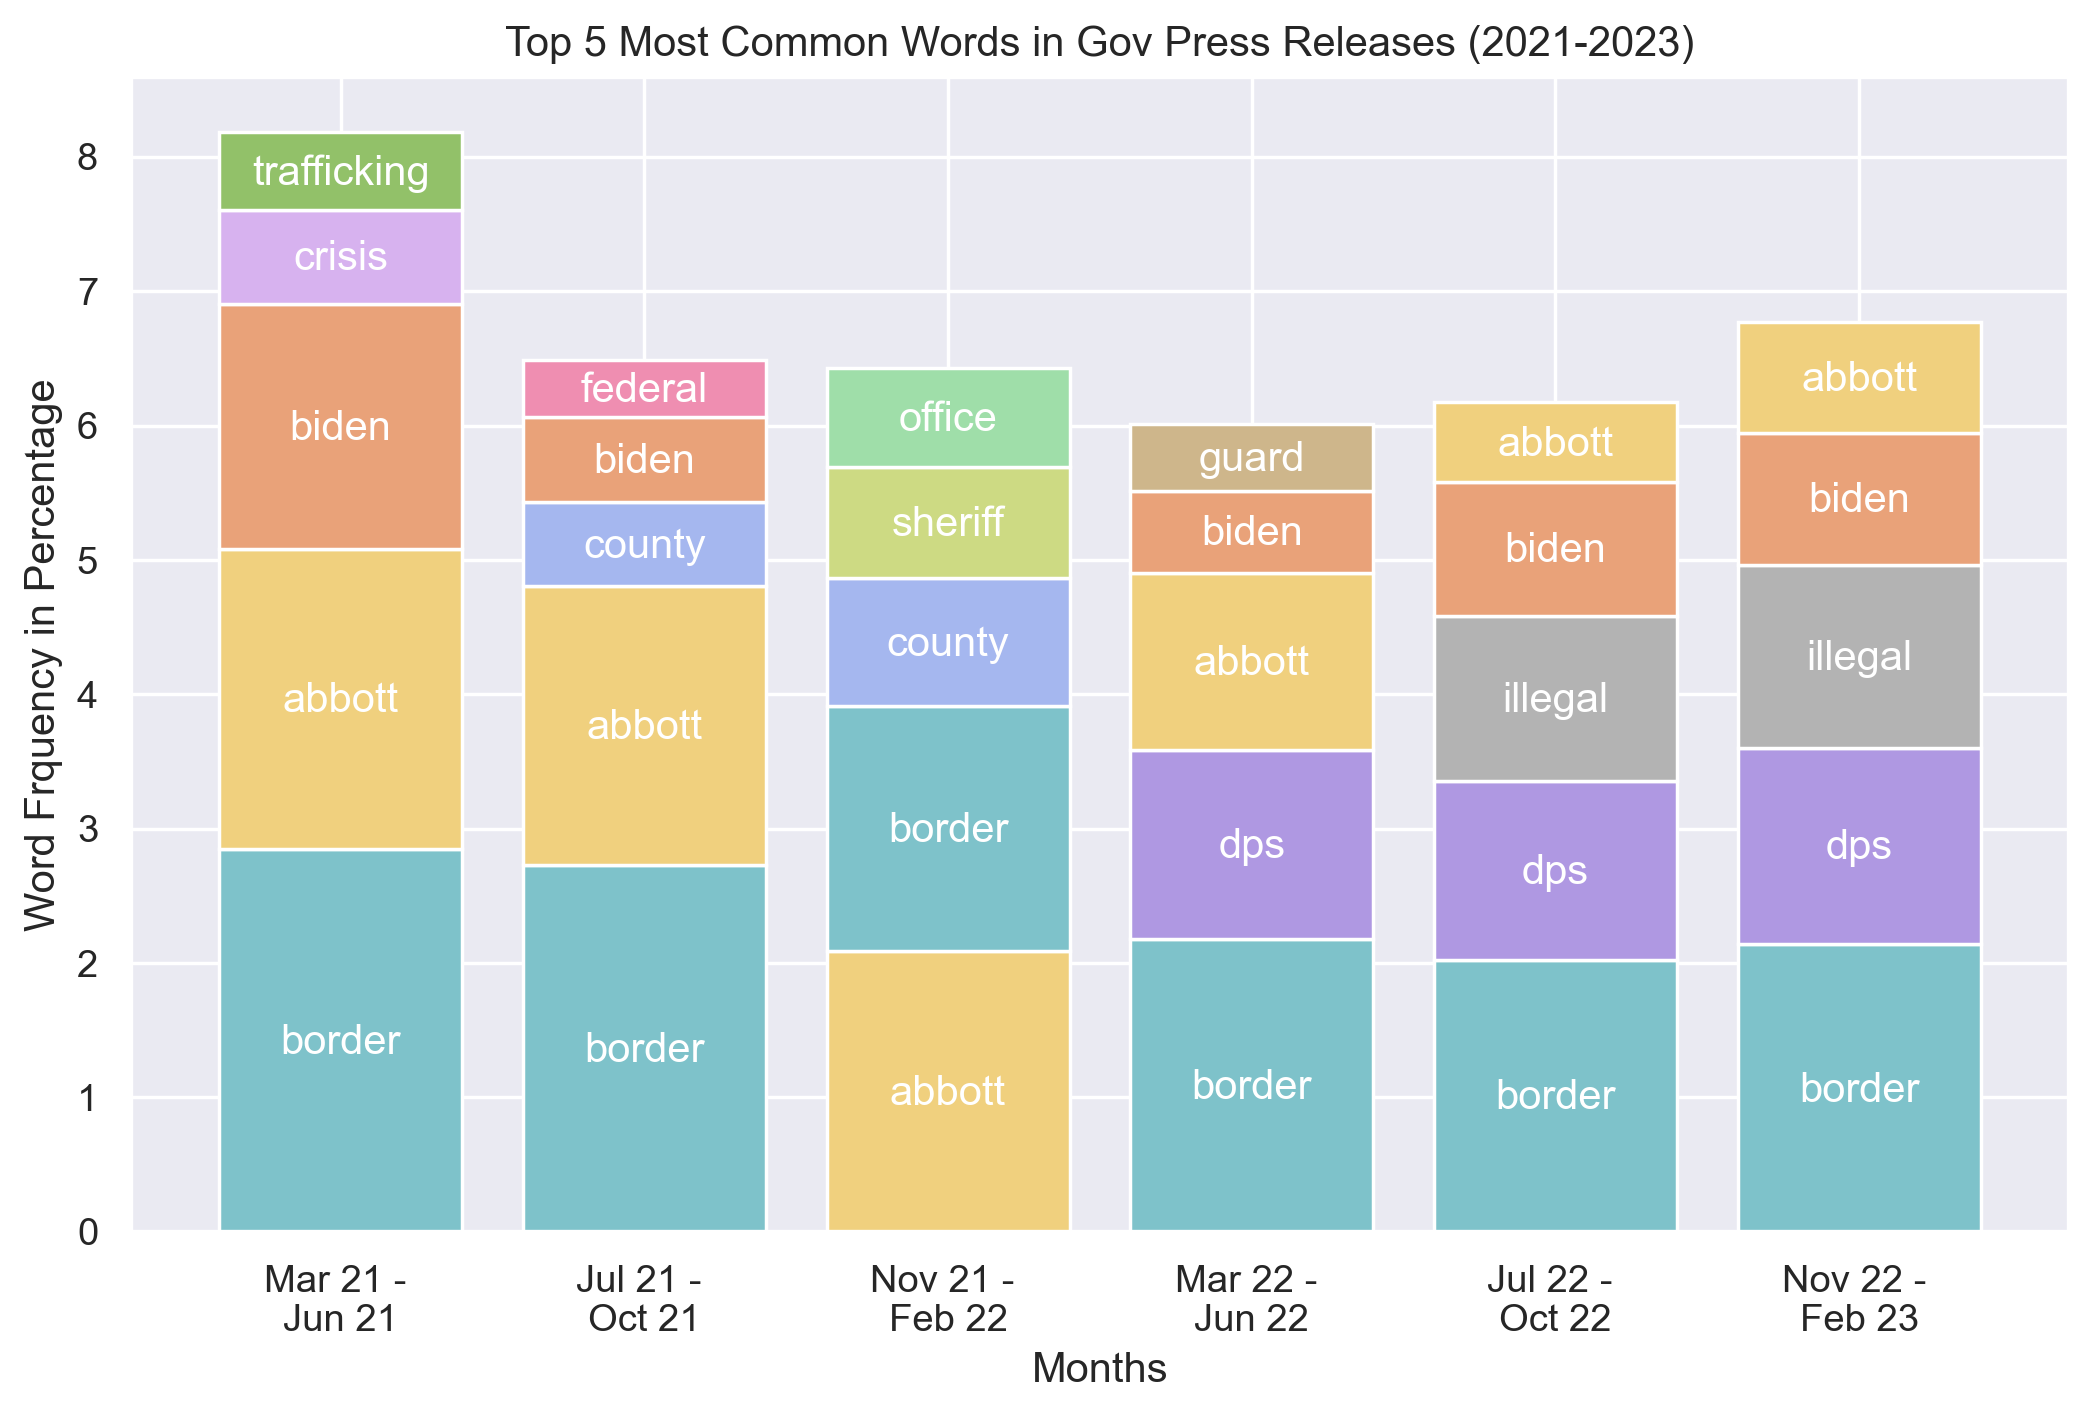 Top 5 Most Common Words in Gov Press Releases (2021-2023)
Word Frquency in Percentage
8
7
6
5
4
3
2
1
0
trafficking
crisis
biden
abbott
border
federal
biden
county
abbott
border
office
sheriff
county
border
abbott
guard
biden
abbott
dps
border
abbott
biden
illegal
dps
border
abbott
biden
illegal
dps
border
Mar 21 -
Jun 21
Jul 21 -
Oct 21
Nov 21 -
Feb 22
Mar 22 -
Jun 22
Jul 22 -
Oct 22
Nov 22 -
Feb 23
Months